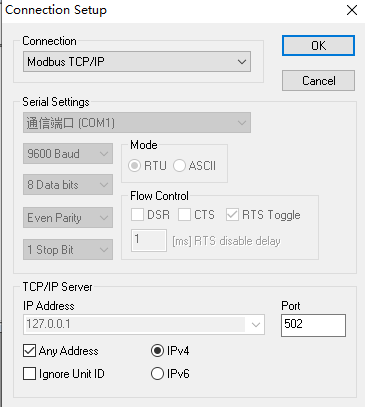 Connection Setup
Connection
OK
Modbus TCP/IP
Cancel
Serial Settings
通信端口 (COM1)
Mode
9600 Baud
RTU
ASCII
8 Data bits
Flow Control
DSR
CTS
RTS Toggle
Even Parity
1
[ms] RTS disable delay
1 Stop Bit
TCP/IP Server
IP Address
Port
127.0.0.1
502
Any Address
IPv4
Ignore Unit ID
IPv6